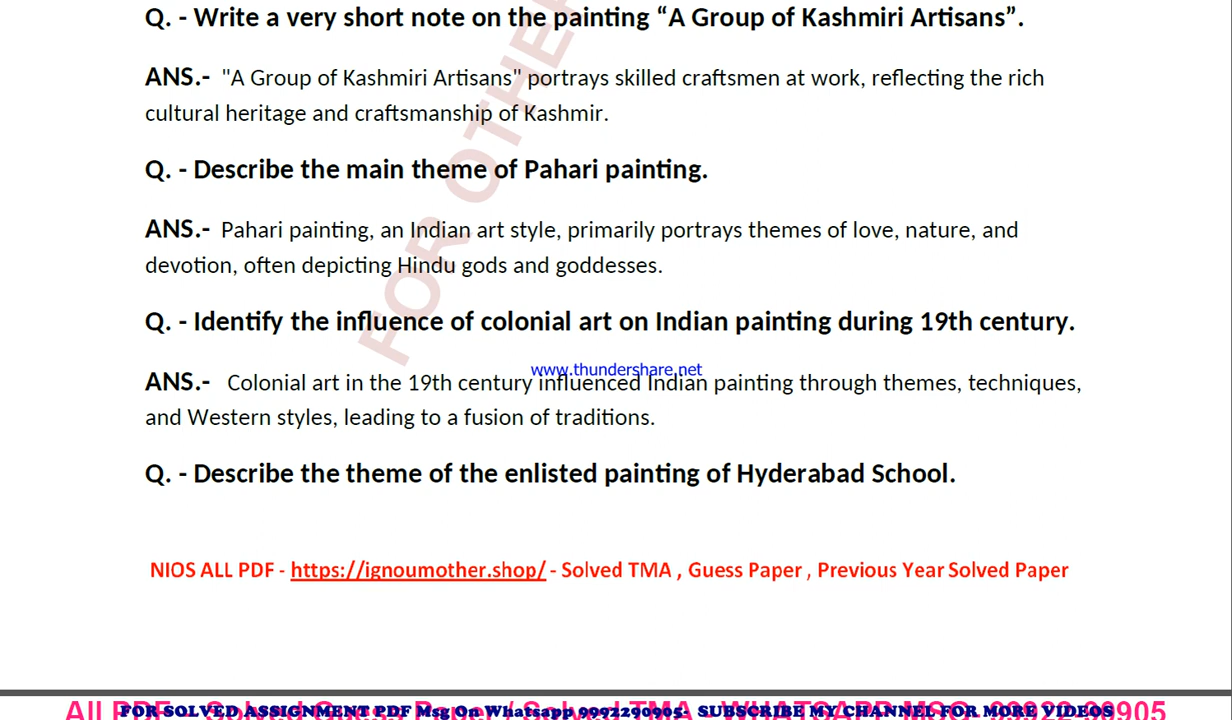 Q. - Write a very short note on the painting “A Group of Kashmiri Artisans”.
ANS.- "A Group of Kashmiri Artisans" portrays skilled craftsmen at work, reflecting the rich
cultural heritage and craftsmanship of Kashmir.
Q. - Describe the main theme of Pahari painting.
ANS.- Pahari painting, an Indian art style, primarily portrays themes of love, nature, and
devotion, often depicting Hindu gods and goddesses.
Q. - Identify the influence of colonial art on Indian painting during 19th century.
www.thundershare.net
ANS.- Colonial art in the 19th century influenced Indian painting through themes, techniques,
and Western styles, leading to a fusion of traditions.
Q. - Describe the theme of the enlisted painting of Hyderabad School.
FOR OTHER
NIOS ALL PDF - https://ignoumother.shop/ - Solved TMA , Guess Paper , Previous Year Solved Paper
FOR SOLVED ASSIGNMENT PDF Msg On Whatsapp 9992290905- SUBSCRIBE MY CHANNEL FOR MORE VIDEOS